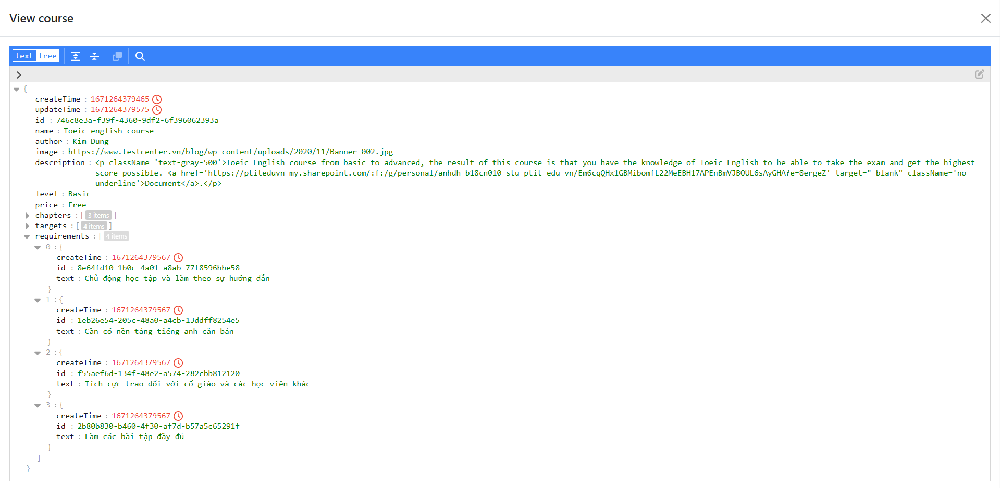 View course
text tree
{
createTime : 1671264379465
updateTime : 1671264379575
id : 746c8e3a-f39f-4360-9df2-6f396062393a
name : Toeic english course
author : Kim Dung
image : https://www.testcenter.vn/blog/wp-content/uploads/2020/11/Banner-002.jpg
description : <p className='text-gray-500'>Toeic English course from basic to advanced, the result of this course is that you have the knowledge of Toeic English to be able to take the exam and get the highest
score possible. <a href='https://ptiteduvn-my.sharepoint.com/:f:/g/personal/anhdh_b18cn010_stu_ptit_edu_vn/Em6cqQHx1GBMibomfL22MeEBH17APEnBmVJBOUL6sAyGHA?e=8ergeZ' target="_blank" className='no-
underline'>Document</a>.</p>
level : Basic
price : Free
chapters : [ 3 items ]
targets : [ 4 items ]
requirements : [ 4 items
0 : {
createTime : 1671264379567
id : 8e64fd10-1b0c-4a01-a8ab-77f8596bbe58
text : Chủ động học tập và làm theo sự hướng dẫn
}
1 : {
createTime : 1671264379567
id : 1eb26e54-205c-48a0-a4cb-13ddff8254e5
text : Cần có nền tảng tiếng anh căn bản
}
2 : {
createTime : 1671264379567
id : f55aef6d-134f-48e2-a574-282cbb812120
text : Tích cực trao đổi với cố giáo và các học viên khác
}
3 : {
createTime : 1671264379567
id : 2b80b830-b460-4f30-af7d-b57a5c65291f
text : Làm các bài tập đầy đủ
}
]
}